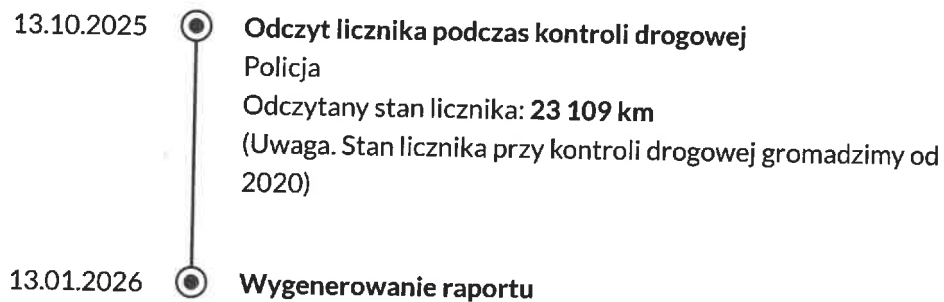 13.10.2025 Odczyt licznika podczas kontroli drogowej
Policja
Odczytany stan licznika: 23 109 km
(Uwaga. Stan licznika przy kontroli drogowej gromadzimy od
2020)
13.01.2026 Wygenerowanie raportu